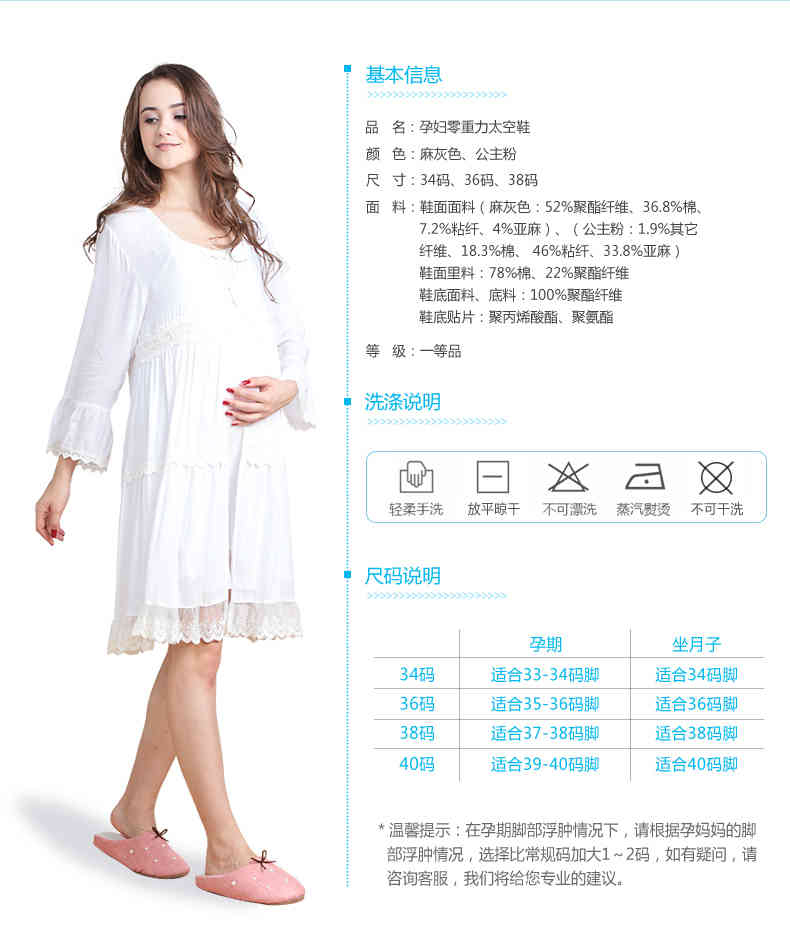 基本信息
>>>>>>>>>>>>>>>>>>>>>>
品 名：孕妇零重力太空鞋
颜 色：麻灰色、公主粉
尺 寸：34码、36码、38码
面 料：鞋面面料（麻灰色：52%聚酯纤维、36.8%棉、
7.2%粘纤、4%亚麻）、（公主粉：1.9%其它
纤维、18.3%棉、 46%粘纤、33.8%亚麻）
鞋面里料：78%棉、22%聚酯纤维
鞋底面料、底料：100%聚酯纤维
鞋底贴片：聚丙烯酸酯、聚氨酯
等 级：一等品
洗涤说明
>>>>>>>>>>>>>>>>>>>>>>
轻柔手洗 放平晾干 不可漂洗 蒸汽熨烫 不可干洗
尺码说明
>>>>>>>>>>>>>>>>>>>>>>
孕期 坐月子
34码 适合33-34码脚 适合34码脚
36码 适合35-36码脚 适合36码脚
38码 适合37-38码脚 适合38码脚
40码 适合39-40码脚 适合40码脚
*温馨提示：在孕期脚部浮肿情况下，请根据孕妈妈的脚
部浮肿情况，选择比常规码加大1～2码，如有疑问，请
咨询客服，我们将给您专业的建议。